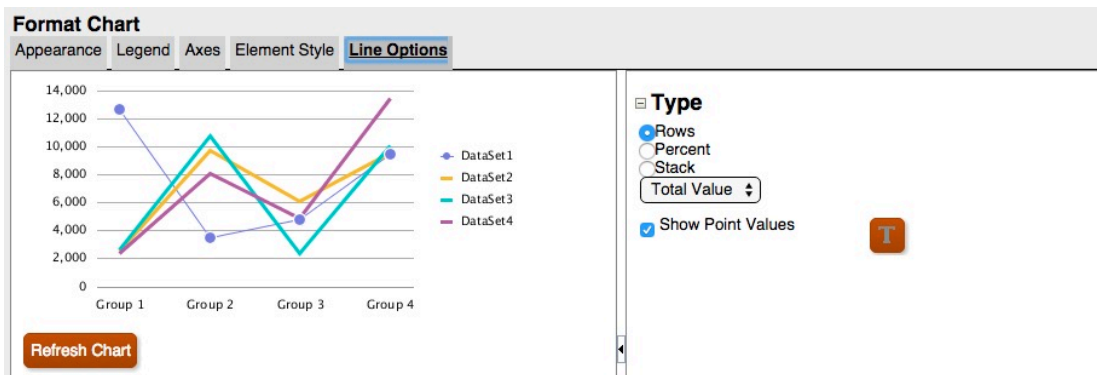 Format Chart
Appearance Legend Axes Element Style Line Options
14,000
12,000
10,000
8,000
6,000
4,000
2,000
0
Group 1 Group 2 Group 3 Group 4
DataSet1
DataSet2
DataSet3
DataSet4
Refresh Chart
Type
Rows
Percent
Stack
Total Value
Show Point Values
T